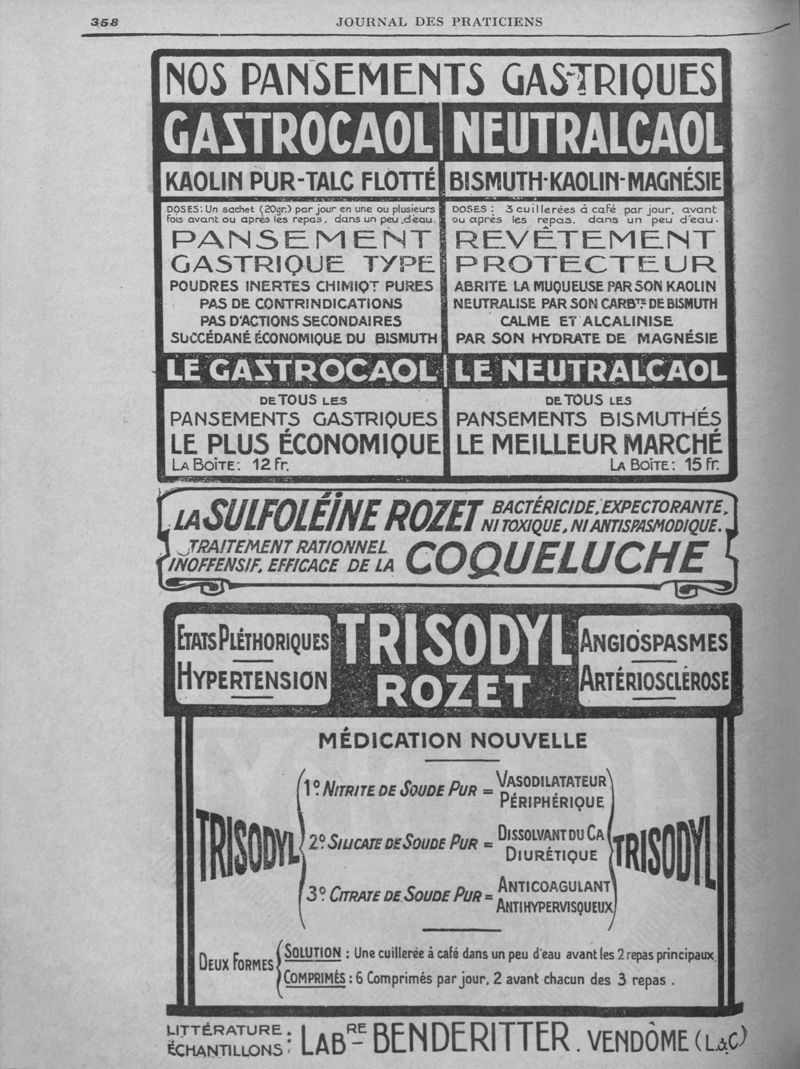 358
JOURNAL DES PRATICIENS
NOS PANSEMENTS GASTRIQUES
GASTROCAOL
KAOLIN PUR-TALC FLOTTÉ
DOSES: Un sachet (20gr.) par jour en une ou plusieurs
fois avant ou après les repas, dans un peu d'eau.
PANSEMENT
GASTRIQUE TYPE
POUDRES INERTES CHIMIQT PURES
PAS DE CONTRINDICATIONS
PAS D'ACTIONS SECONDAIRES
SUCCÉDANÉ ÉCONOMIQUE DU BISMUTH
LE GASTROCAOL
DE TOUS LES
PANSEMENTS GASTRIQUES
LE PLUS ÉCONOMIQUE
LA BOÎTE: 12 fr.
NEUTRALCAOL
BISMUTH-KAOLIN-MAGNÉSIE
DOSES: 3 cuillerées à café par jour, avant
ou après les repas, dans un peu d'eau.
REVÊTEMENT
PROTECTEUR
ABRITE LA MUQUEUSE PAR SON KAOLIN
NEUTRALISE PAR SON CARBTE DE BISMUTH
CALME ET ALCALINISE
PAR SON HYDRATE DE MAGNÉSIE
LE NEUTRALCAOL
DE TOUS LES
PANSEMENTS BISMUTHÉS
LE MEILLEUR MARCHÉ
LA BOÎTE: 15 fr.
LA SULFOLÉÏNE ROZET
BACTÉRICIDE, EXPECTORANTE,
NI TOXIQUE, NI ANTISPASMODIQUE.
TRAITEMENT RATIONNEL
INOFFENSIF, EFFICACE DE LA
COQUELUCHE
ETATS PLÉTHORIQUES
HYPERTENSION
TRISODYL
ROZET
ANGIOSPASMES
ARTÉRIOSCLÉROSE
MÉDICATION NOUVELLE
TRISODYL
1º. NITRITE DE SOUDE PUR = VASODILATATEUR
PÉRIPHÉRIQUE
2º. SILICATE DE SOUDE PUR = DISSOLVANT DU CA
DIURÉTIQUE
3º. CITRATE DE SOUDE PUR = ANTICOAGULANT
ANTIHYPERVISQUEUX
TRISODYL
DEUX FORMES
SOLUTION : Une cuillerée à café dans un peu d'eau avant les 2 repas principaux.
COMPRIMÉS : 6 Comprimés par jour, 2 avant chacun des 3 repas.
LITTÉRATURE.
ÉCHANTILLONS:
LABRE BENDERITTER. VENDÔME (L.&C)